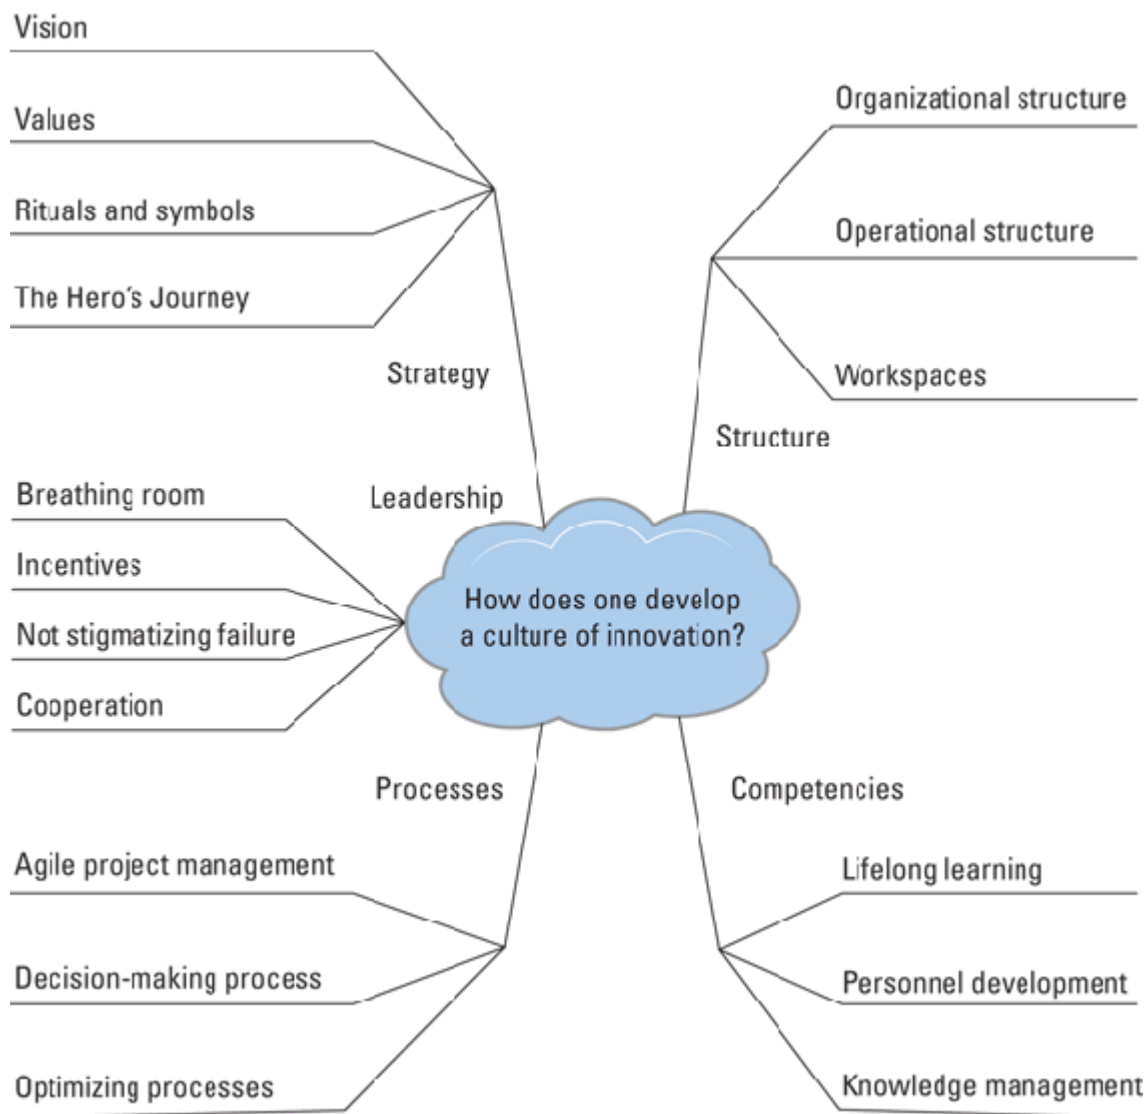 Vision
Values
Rituals and symbols
The Hero's Journey
Strategy
Organizational structure
Operational structure
Workspaces
Structure
Leadership
Breathing room
Incentives
Not stigmatizing failure
Cooperation
How does one develop
a culture of innovation?
Processes
Agile project management
Decision-making process
Optimizing processes
Competencies
Lifelong learning
Personnel development
Knowledge management